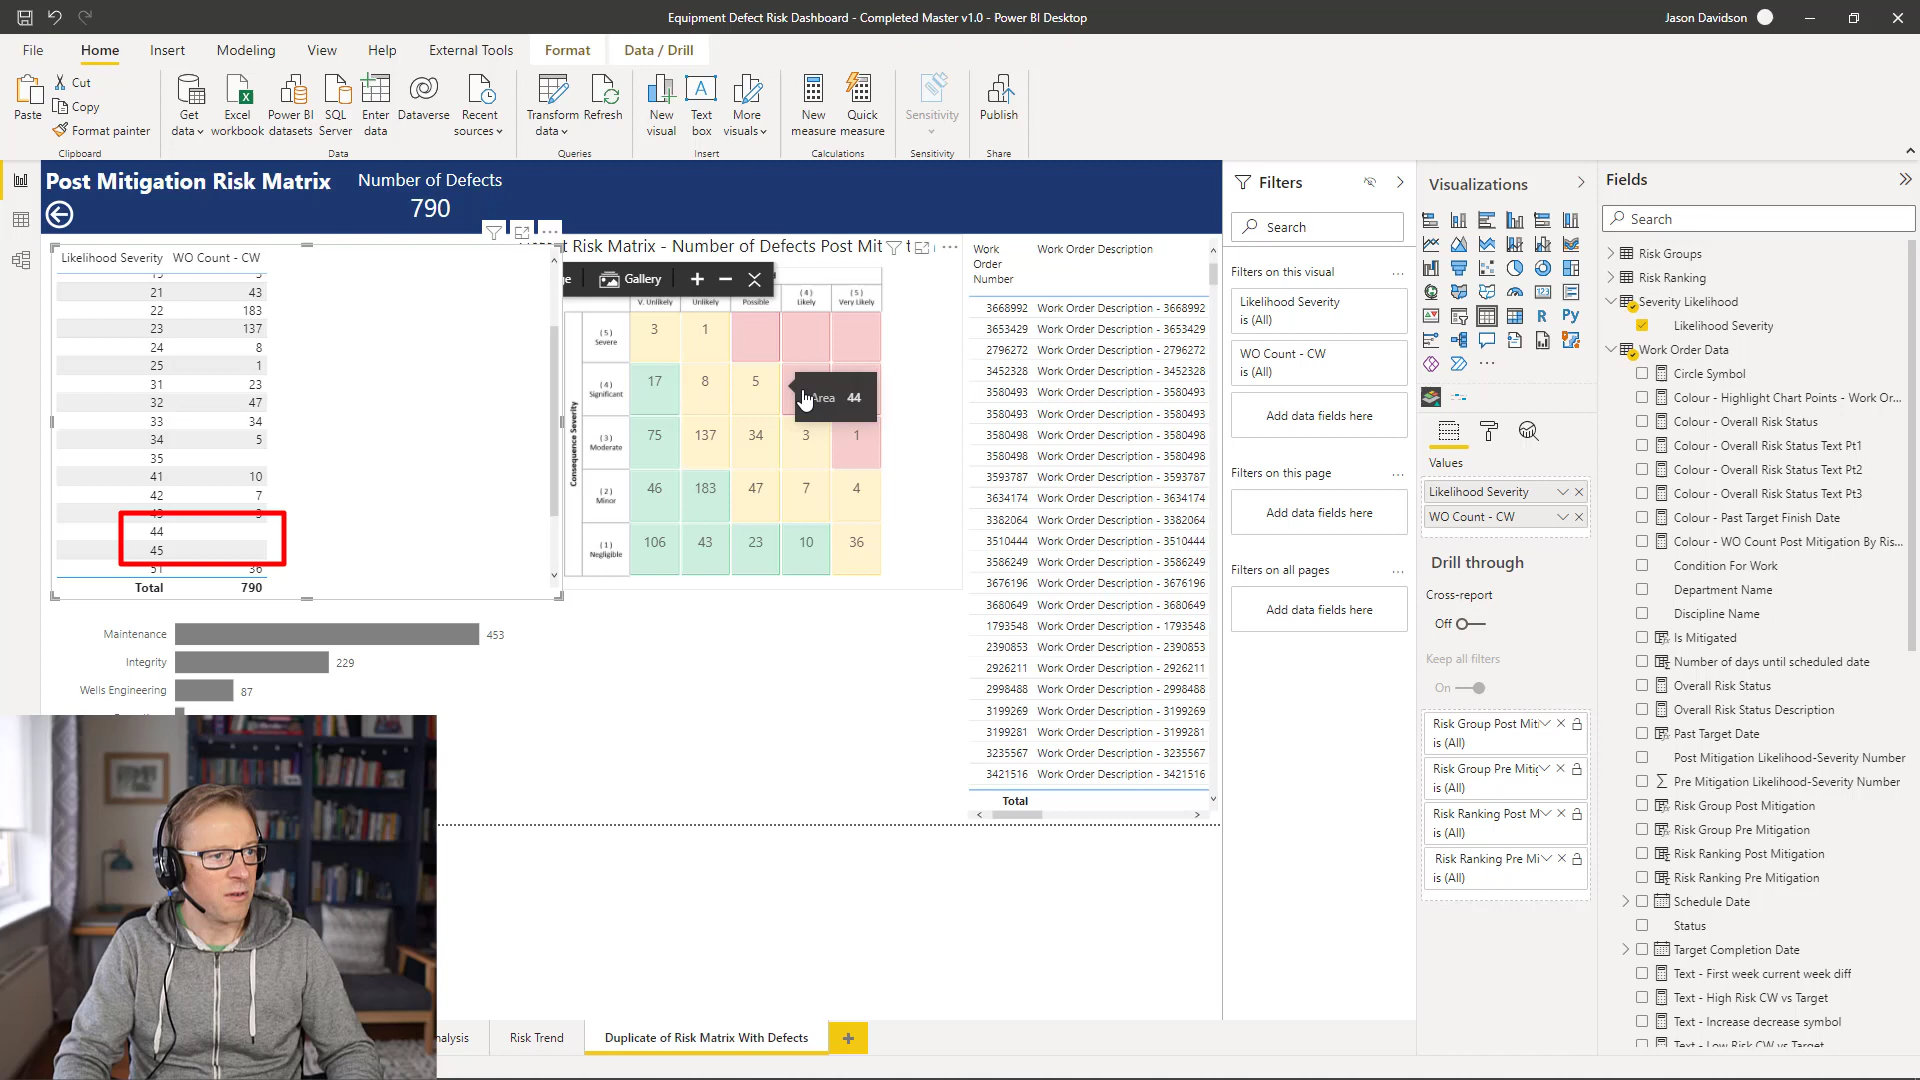 Equipment Defect Risk Dashboard - Completed Master v1.0 - Power BI Desktop
Jason Davidson
File Home Insert Modeling View Help External Tools Format Data / Drill
Paste
Cut
Copy
Format painter
Clipboard
Get data
Excel workbook
Power BI datasets
SQL Server
Enter data
Dataverse
Recent sources
Data
Transform data
Refresh
Queries
New visual
Text box
More visuals
Insert
New measure
Quick measure
Calculations
Sensitivity
Sensitivity
Publish
Share
Post Mitigation Risk Matrix
Number of Defects
790
Likelihood Severity WO Count - CW
21 43
22 183
23 137
24 8
25 1
31 23
32 47
33 34
34 5
35
41 10
42 7
44
45
51 36
Total 790
t Risk Matrix - Number of Defects Post Mit
Gallery
V. Unlikely
Unlikely
Possible
(4) Likely
(5) Very Likely
Consequence Severity
(5) Severe
3 1
(4) Significant
17 8 5
Area 44
(3) Moderate
75 137 34 3 1
(2) Minor
46 183 47 7 4
(1) Negligible
106 43 23 10 36
Maintenance 453
Integrity 229
Wells Engineering 87
Work Order Number
Work Order Description
3668992 Work Order Description - 3668992
3653429 Work Order Description - 3653429
2796272 Work Order Description - 2796272
3452328 Work Order Description - 3452328
3580493 Work Order Description - 3580493
3580493 Work Order Description - 3580493
3580498 Work Order Description - 3580498
3580498 Work Order Description - 3580498
3593787 Work Order Description - 3593787
3634174 Work Order Description - 3634174
3382064 Work Order Description - 3382064
3510444 Work Order Description - 3510444
3586249 Work Order Description - 3586249
3676196 Work Order Description - 3676196
3680649 Work Order Description - 3680649
1793548 Work Order Description - 1793548
2390853 Work Order Description - 2390853
2926211 Work Order Description - 2926211
2998488 Work Order Description - 2998488
3199269 Work Order Description - 3199269
3199281 Work Order Description - 3199281
3235567 Work Order Description - 3235567
3421516 Work Order Description - 3421516
Total
nalysis
Risk Trend
Duplicate of Risk Matrix With Defects
Filters
Search
Filters on this visual
Likelihood Severity
is (All)
WO Count - CW
is (All)
Add data fields here
Filters on this page
Add data fields here
Filters on all pages
Add data fields here
Visualizations
Values
Likelihood Severity
WO Count - CW
Drill through
Cross-report
Off
Keep all filters
On
Risk Group Post Mit
is (All)
Risk Group Pre Mitig
is (All)
Risk Ranking Post M
is (All)
Risk Ranking Pre Mi
is (All)
Fields
Search
Risk Groups
Risk Ranking
Severity Likelihood
Likelihood Severity
Work Order Data
Circle Symbol
Colour - Highlight Chart Points - Work Or...
Colour - Overall Risk Status
Colour - Overall Risk Status Text Pt1
Colour - Overall Risk Status Text Pt2
Colour - Overall Risk Status Text Pt3
Colour - Past Target Finish Date
Colour - WO Count Post Mitigation By Ris...
Condition For Work
Department Name
Discipline Name
Is Mitigated
Number of days until scheduled date
Overall Risk Status
Overall Risk Status Description
Past Target Date
Post Mitigation Likelihood-Severity Number
Pre Mitigation Likelihood-Severity Number
Risk Group Post Mitigation
Risk Group Pre Mitigation
Risk Ranking Post Mitigation
Risk Ranking Pre Mitigation
Schedule Date
Status
Target Completion Date
Text - First week current week diff
Text - High Risk CW vs Target
Text - Increase decrease symbol
Text - Low Risk CW vs Target